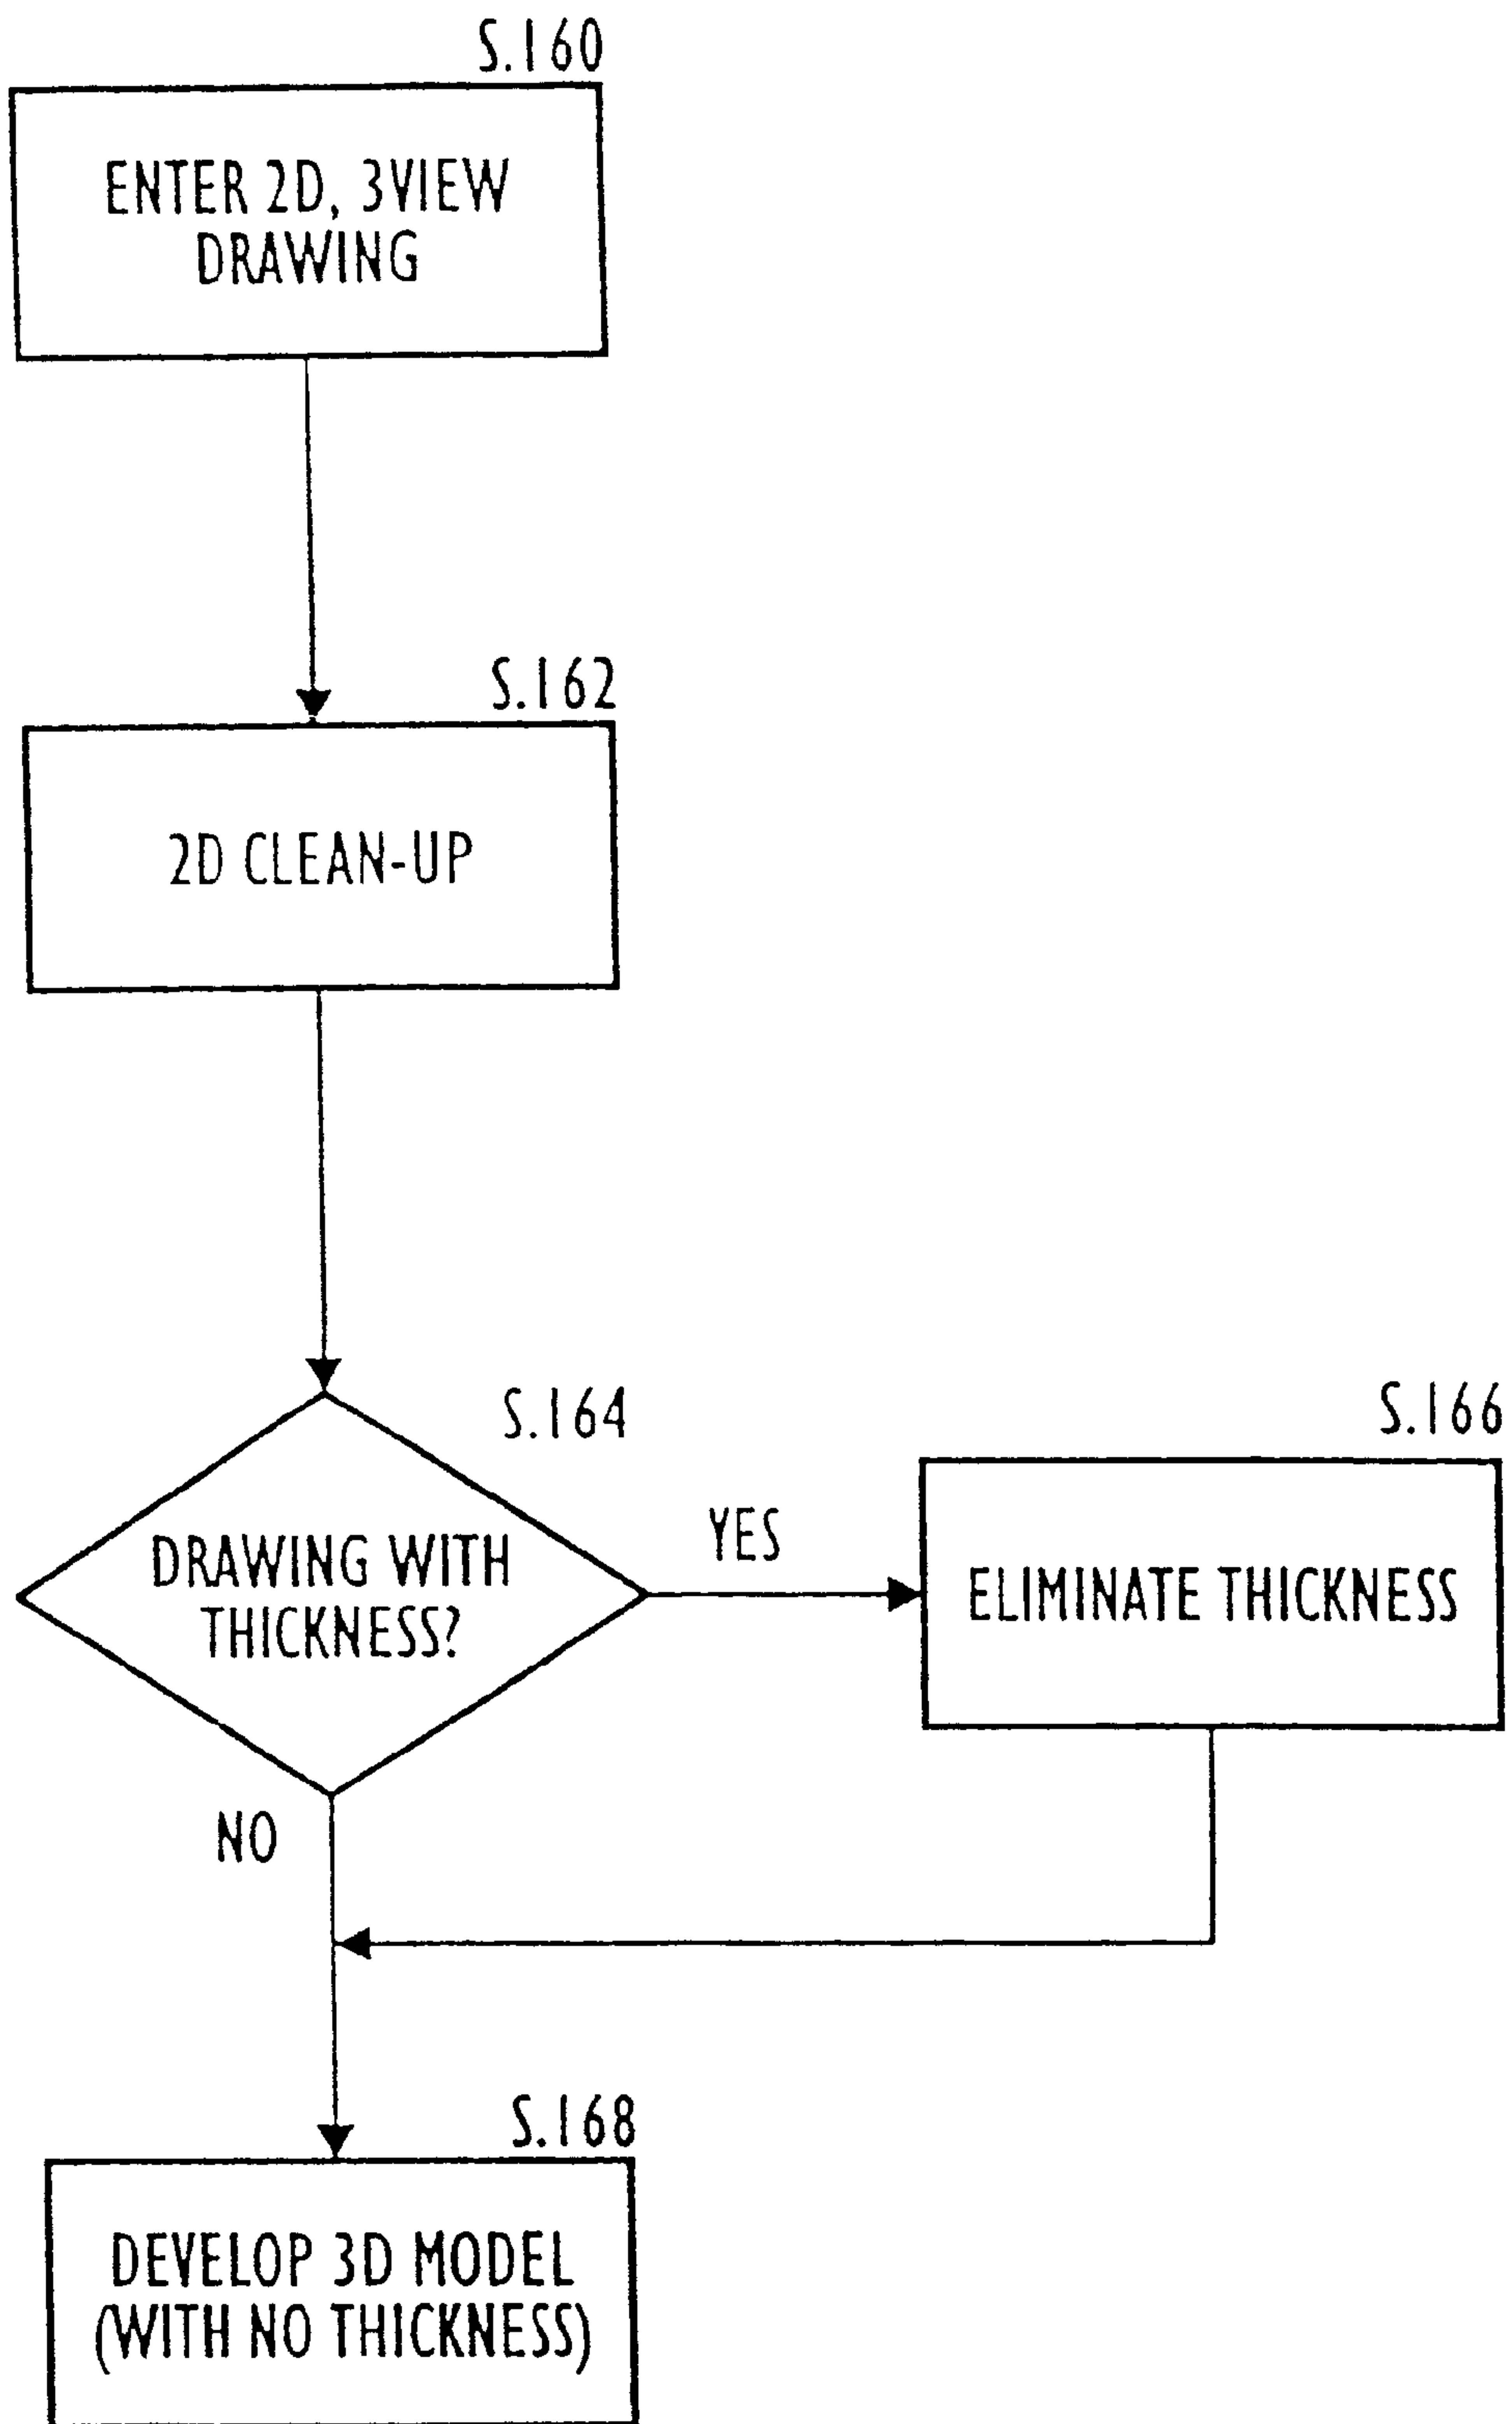 S.160
ENTER 2D, 3VIEW
DRAWING
S.162
2D CLEAN-UP
S.164
DRAWING WITH
THICKNESS?
YES
S.166
ELIMINATE THICKNESS
NO
S.168
DEVELOP 3D MODEL
(WITH NO THICKNESS)